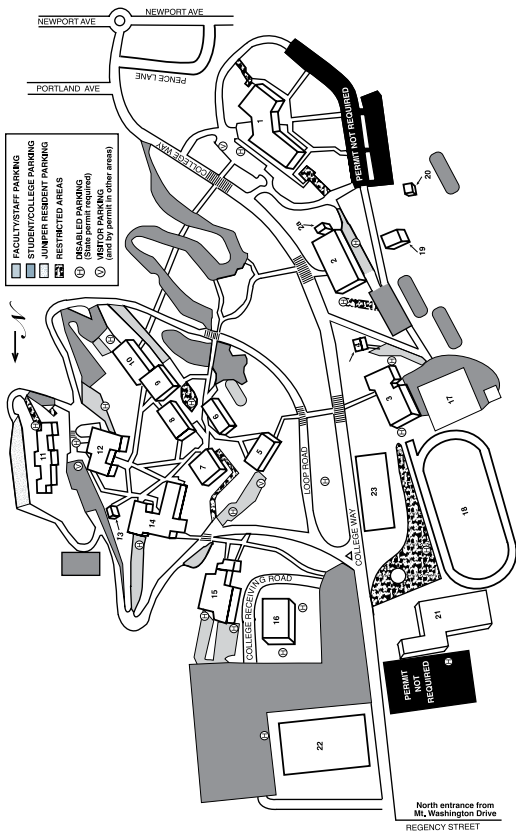 NEWPORT AVE
NEWPORT AVE
PENCE LANE
PORTLAND AVE
COLLEGE WAY
FACULTY/STAFF PARKING
STUDENT/COLLEGE PARKING
JUNIPER RESIDENT PARKING
RESTRICTED AREAS
H DISABLED PARKING
(State permit required)
V VISITOR PARKING
(and by permit in other areas)
N
PERMIT NOT REQUIRED
1
2
2a
3
5
6
7
8
9
10
11
12
13
14
15
16
17
18
19
20
21
22
23
LOOP ROAD
COLLEGE WAY
COLLEGE RECEIVING ROAD
PERMIT
NOT
REQUIRED
North entrance from
Mt. Washington Drive
REGENCY STREET